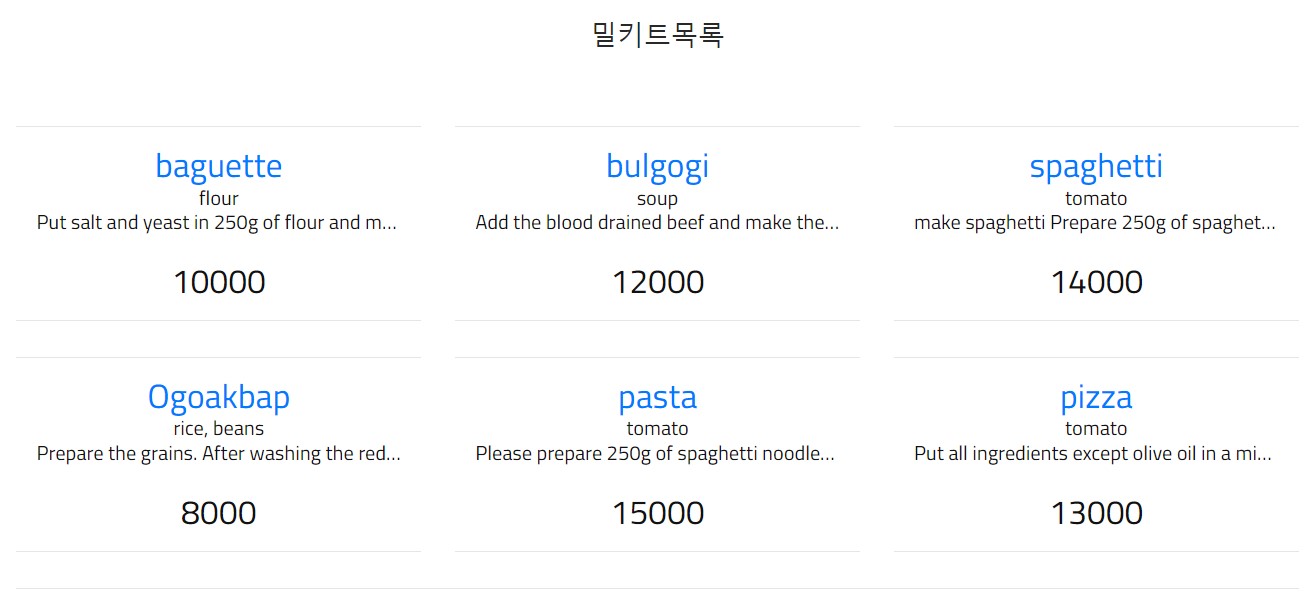 밀키트목록
baguette
flour
Put salt and yeast in 250g of flour and m...
10000
bulgogi
soup
Add the blood drained beef and make the...
12000
spaghetti
tomato
make spaghetti Prepare 250g of spaghet...
14000
Ogoakbap
rice, beans
Prepare the grains. After washing the red...
8000
pasta
tomato
Please prepare 250g of spaghetti noodle...
15000
pizza
tomato
Put all ingredients except olive oil in a mi...
13000